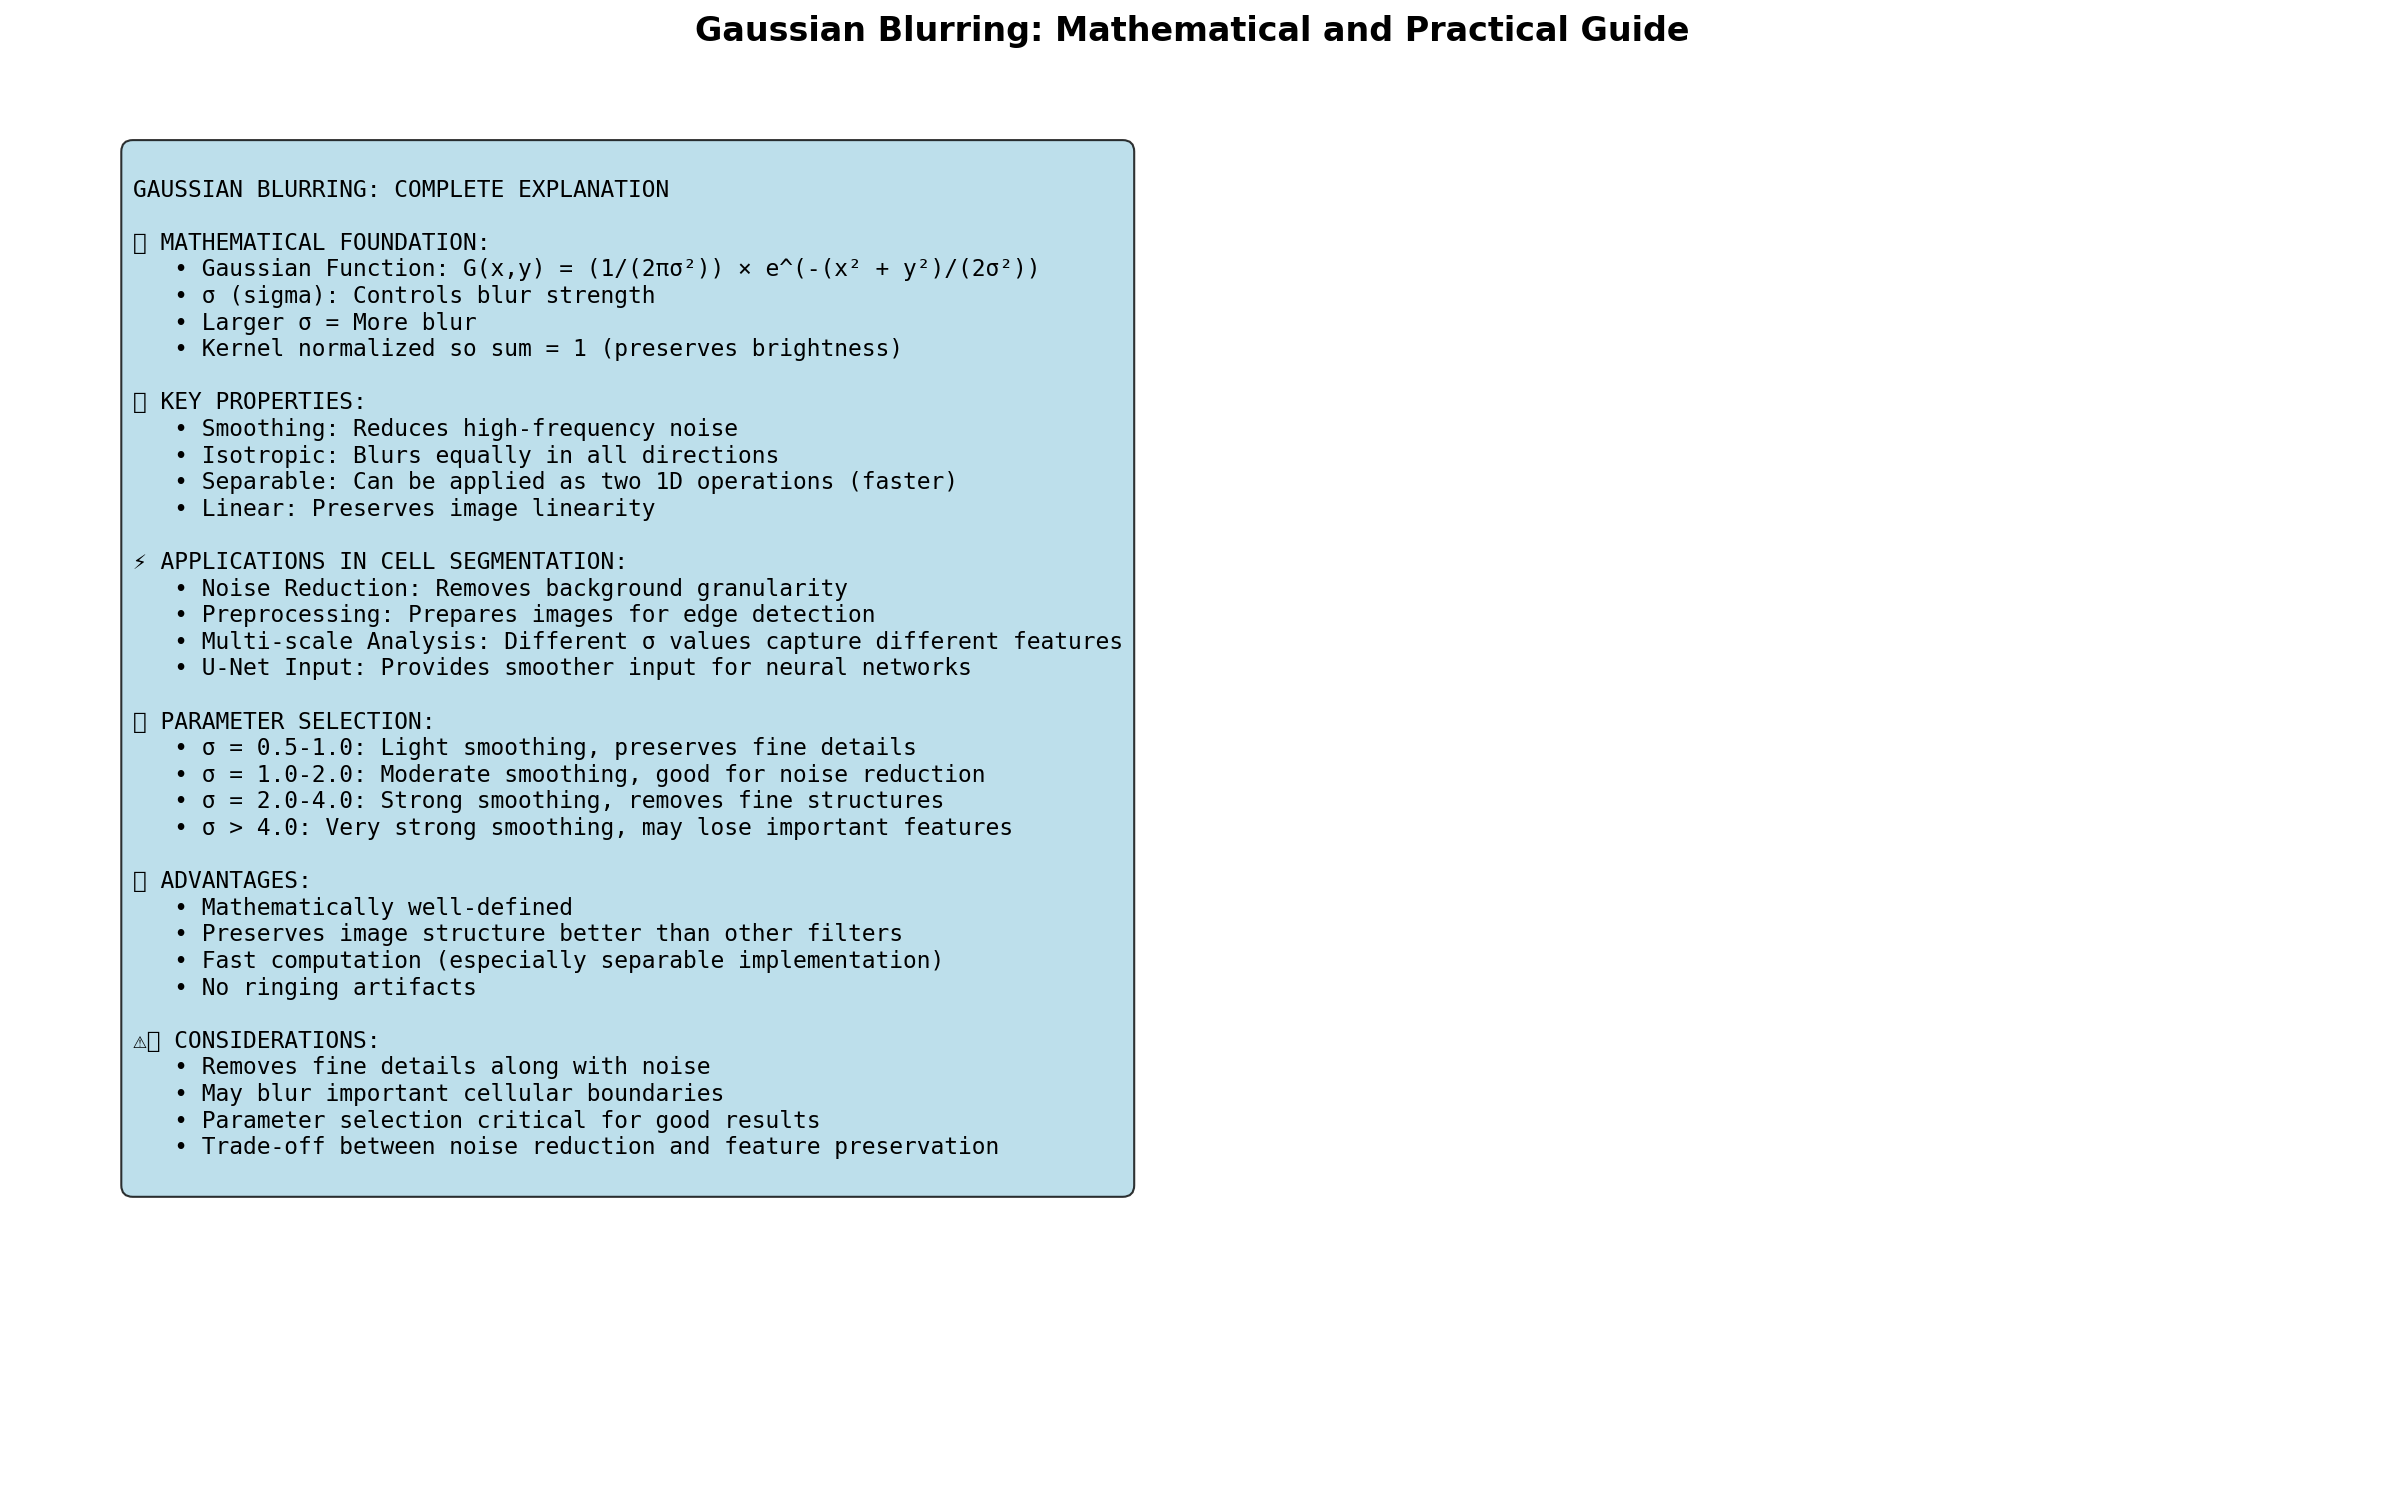 Gaussian Blurring: Mathematical and Practical Guide
GAUSSIAN BLURRING: COMPLETE EXPLANATION
MATHEMATICAL FOUNDATION:
• Gaussian Function: G(x,y) = (1/(2πσ²)) × e^(-(x² + y²)/(2σ²))
• σ (sigma): Controls blur strength
• Larger σ = More blur
• Kernel normalized so sum = 1 (preserves brightness)
KEY PROPERTIES:
• Smoothing: Reduces high-frequency noise
• Isotropic: Blurs equally in all directions
• Separable: Can be applied as two 1D operations (faster)
• Linear: Preserves image linearity
⚡ APPLICATIONS IN CELL SEGMENTATION:
• Noise Reduction: Removes background granularity
• Preprocessing: Prepares images for edge detection
• Multi-scale Analysis: Different σ values capture different features
• U-Net Input: Provides smoother input for neural networks
PARAMETER SELECTION:
• σ = 0.5-1.0: Light smoothing, preserves fine details
• σ = 1.0-2.0: Moderate smoothing, good for noise reduction
• σ = 2.0-4.0: Strong smoothing, removes fine structures
• σ > 4.0: Very strong smoothing, may lose important features
ADVANTAGES:
• Mathematically well-defined
• Preserves image structure better than other filters
• Fast computation (especially separable implementation)
• No ringing artifacts
⚠ CONSIDERATIONS:
• Removes fine details along with noise
• May blur important cellular boundaries
• Parameter selection critical for good results
• Trade-off between noise reduction and feature preservation